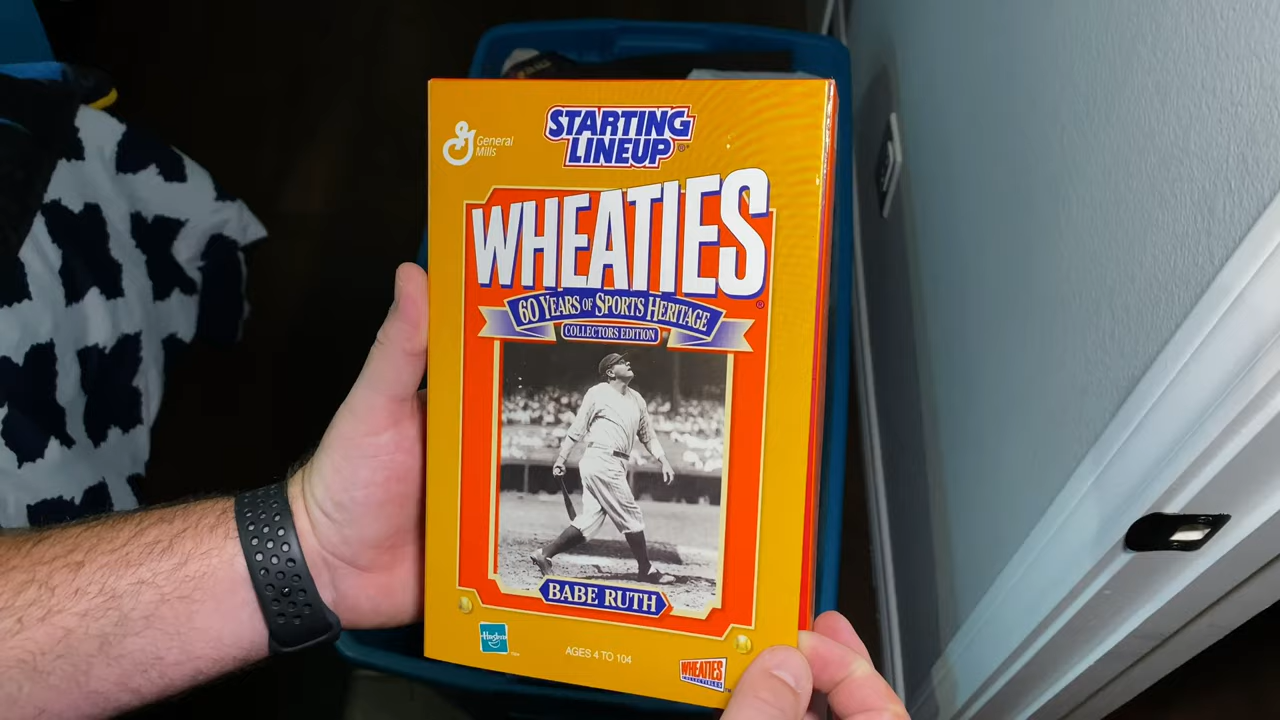 General
Mills
STARTING
LINEUP
WHEATIES
60 YEARS OF SPORTS HERITAGE
COLLECTORS EDITION
BABE RUTH
Hasbro
AGES 4 TO 104
WHEATIES
COLLECTIBLES